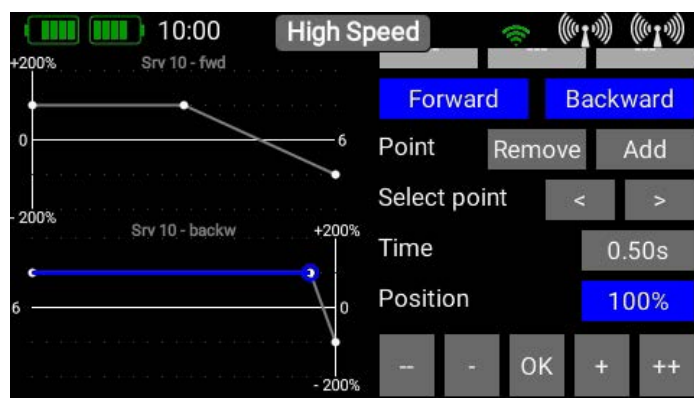 10:00 High Speed
-- --- ---
+200% Srv 10 - fwd
Forward Backward
0 6
Point Remove Add
Select point < >
- 200%
Srv 10 - backw +200%
Time 0.50s
6 0
Position 100%
-- - OK + ++
- 200%